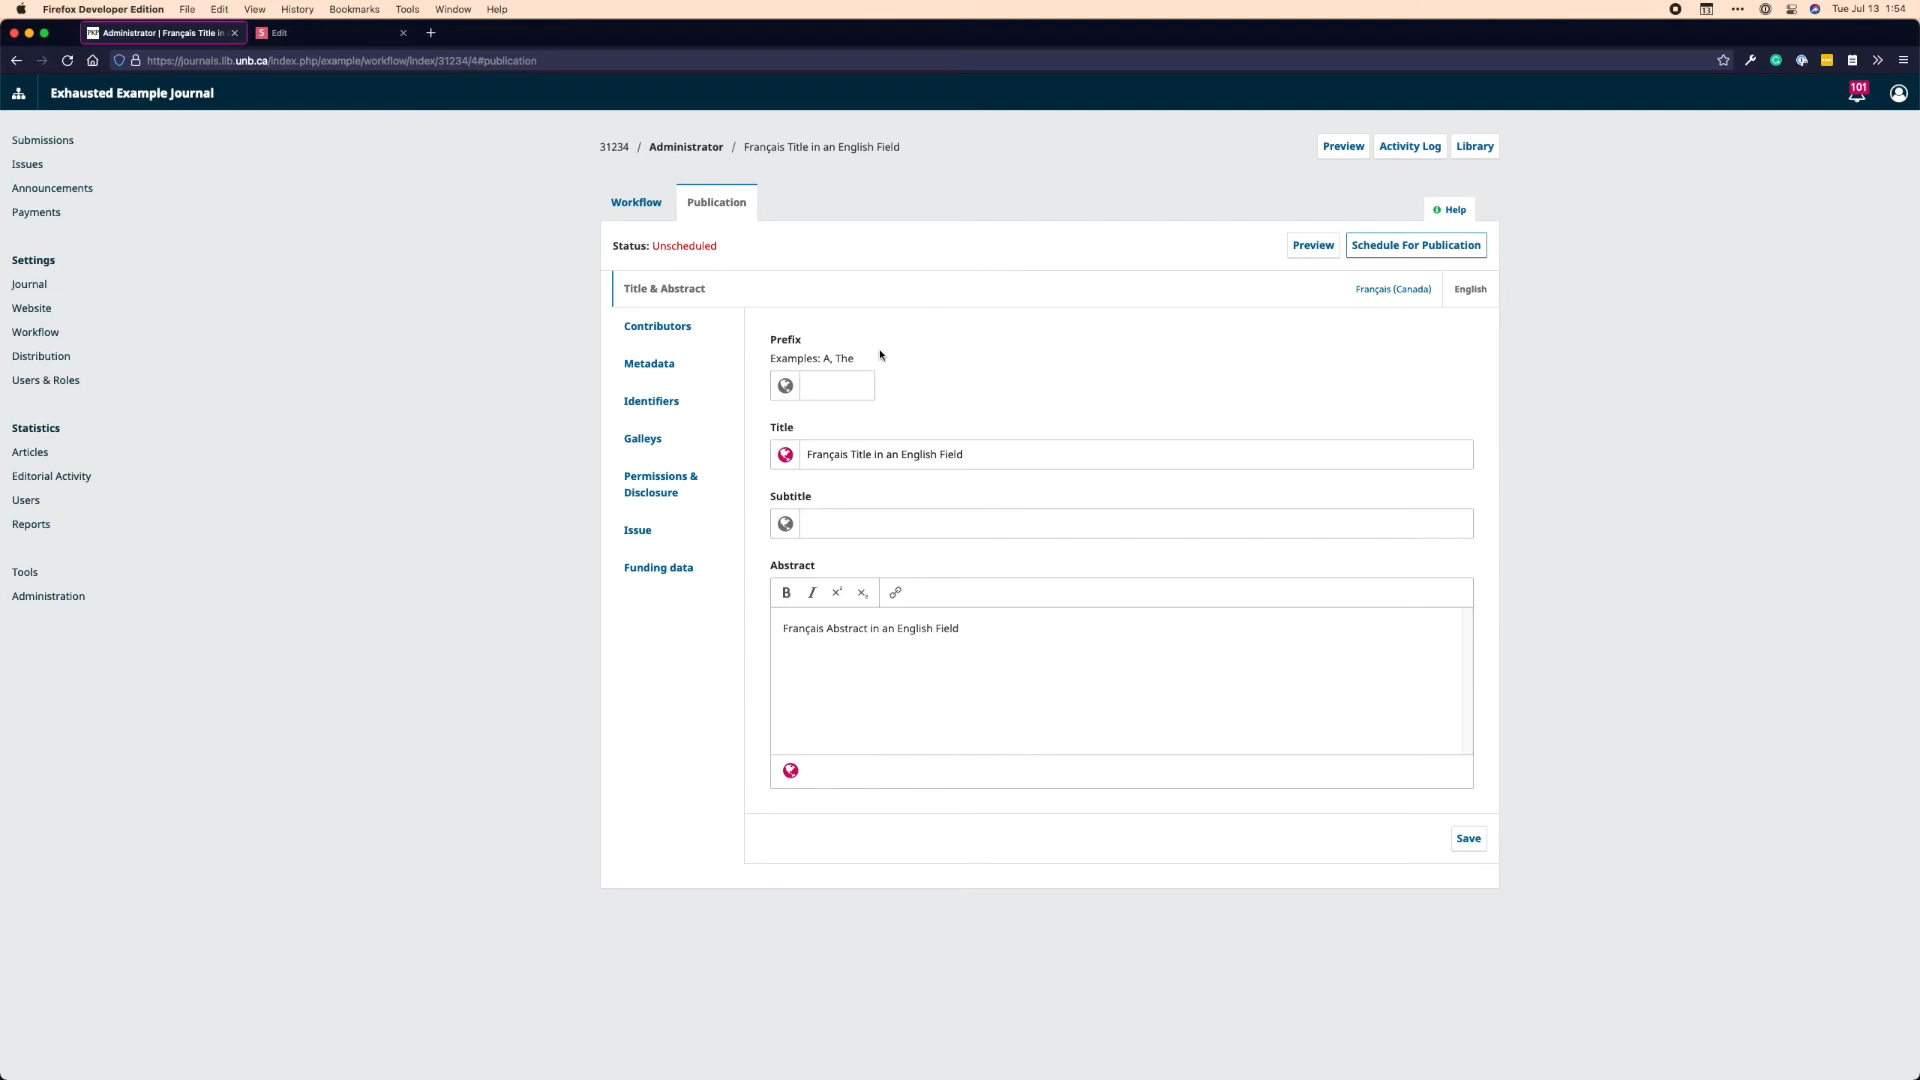 Firefox Developer Edition File Edit View History Bookmarks Tools Window Help
13 Tue Jul 13 1:54
PKP Administrator | Français Title in
S Edit
https://journals.lib.unb.ca/index.php/example/workflow/index/31234/4#publication
Exhausted Example Journal
101
Submissions
Issues
Announcements
Payments
Settings
Journal
Website
Workflow
Distribution
Users & Roles
Statistics
Articles
Editorial Activity
Users
Reports
Tools
Administration
31234 / Administrator / Français Title in an English Field
Preview Activity Log Library
Workflow Publication
Help
Status: Unscheduled
Preview Schedule For Publication
Title & Abstract
Français (Canada) English
Contributors
Metadata
Identifiers
Galleys
Permissions &
Disclosure
Issue
Funding data
Prefix
Examples: A, The
Title
Français Title in an English Field
Subtitle
Abstract
B I x² x₂
Français Abstract in an English Field
Save